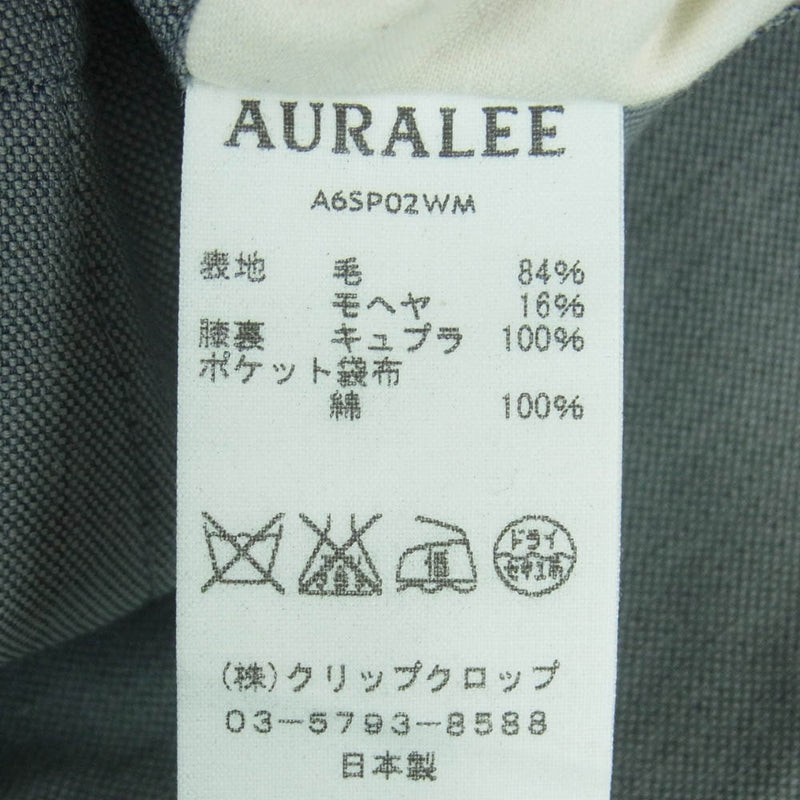 AURALEE
A6SP02WM
表地 毛 84%
モヘヤ 16%
膝裏 キュプラ 100%
ポケット袋布
綿 100%
ドライ
(株)クリップクロップ
03-5793-8588
日本製